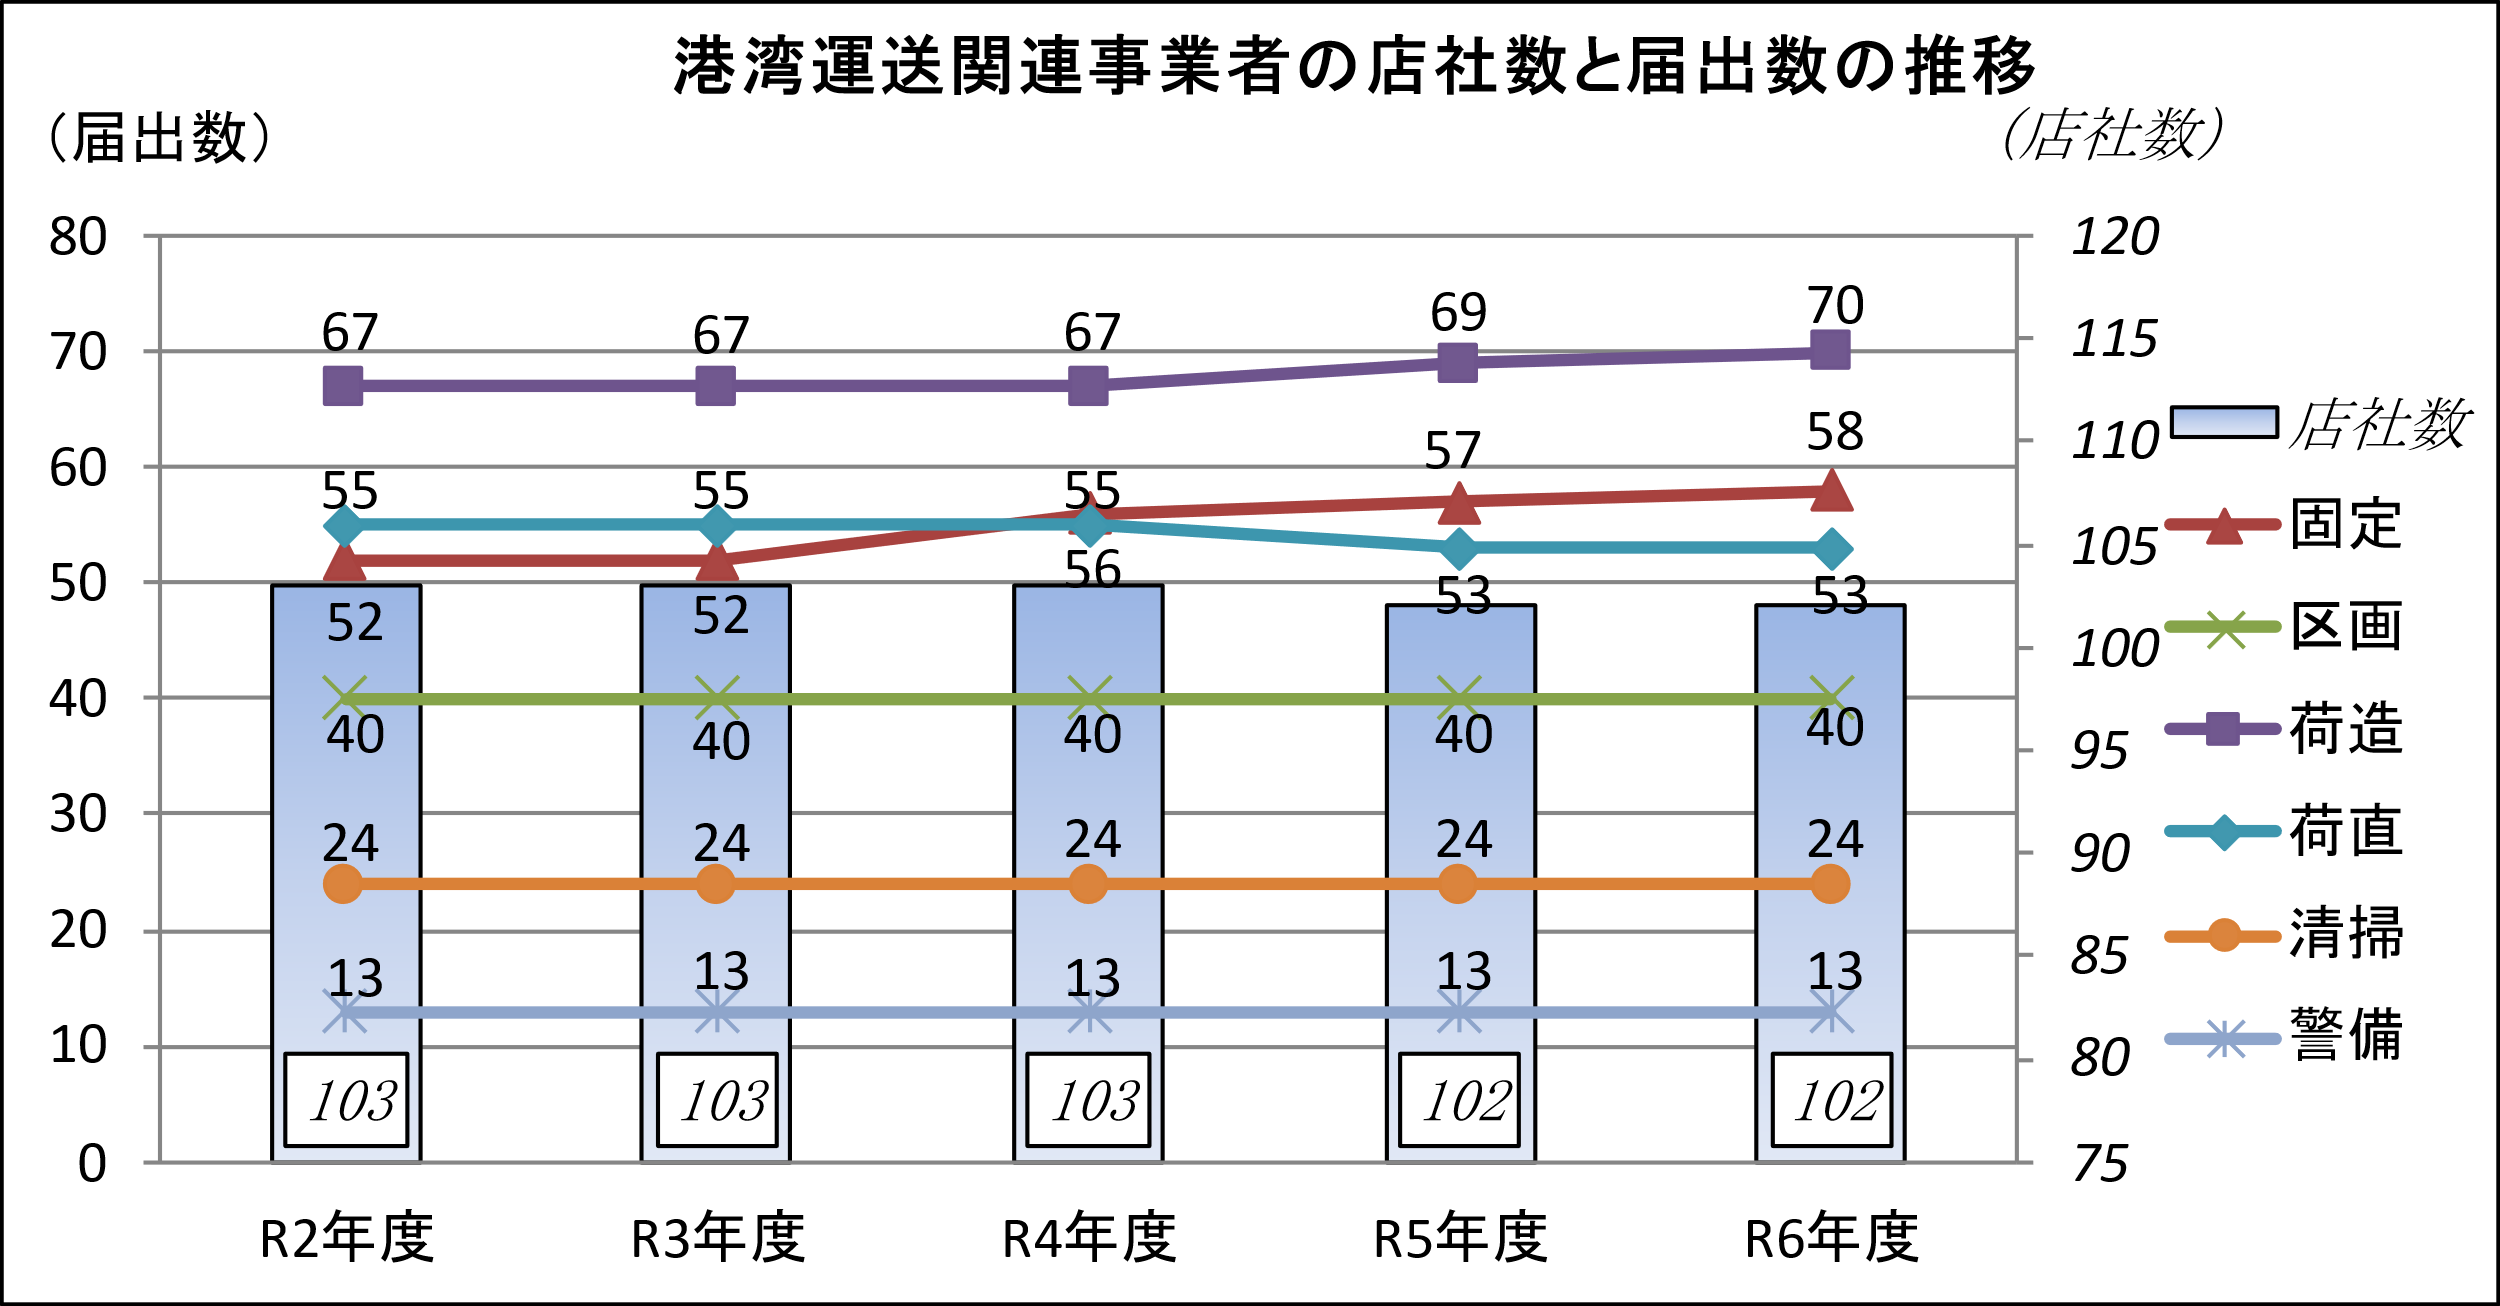 港湾運送関連事業者の店社数と届出数の推移
（届出数）
（店社数）
80
70
60
50
40
30
20
10
0
120
115
110
105
100
95
90
85
80
75
67 67 67 69 70
55 55 55 57 58
52 52 56 53 53
40 40 40 40 40
24 24 24 24 24
13 13 13 13 13
103 103 103 102 102
R2年度 R3年度 R4年度 R5年度 R6年度
店社数
固定
区画
荷造
荷直
清掃
警備